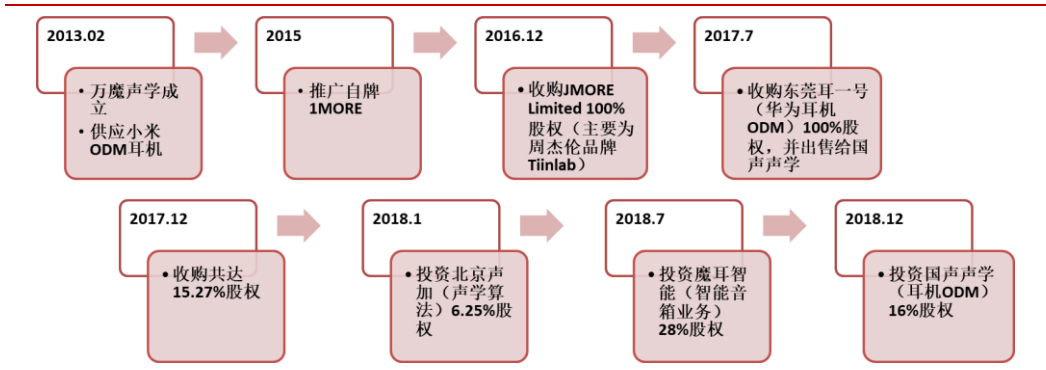 2013.02
• 万魔声学成
立
• 供应小米
ODM耳机
2015
• 推广自牌
1MORE
2016.12
• 收购JMORE
Limited 100%
股权（主要为
周杰伦品牌
Tiinlab）
2017.7
• 收购东莞耳一号
（华为耳机
ODM）100%股
权，并出售给国
声声学
2017.12
• 收购共达
15.27%股权
2018.1
• 投资北京声
加（声学算
法）6.25%股
权
2018.7
• 投资魔耳智
能（智能音
箱业务）
28%股权
2018.12
• 投资国声声学
（耳机ODM）
16%股权